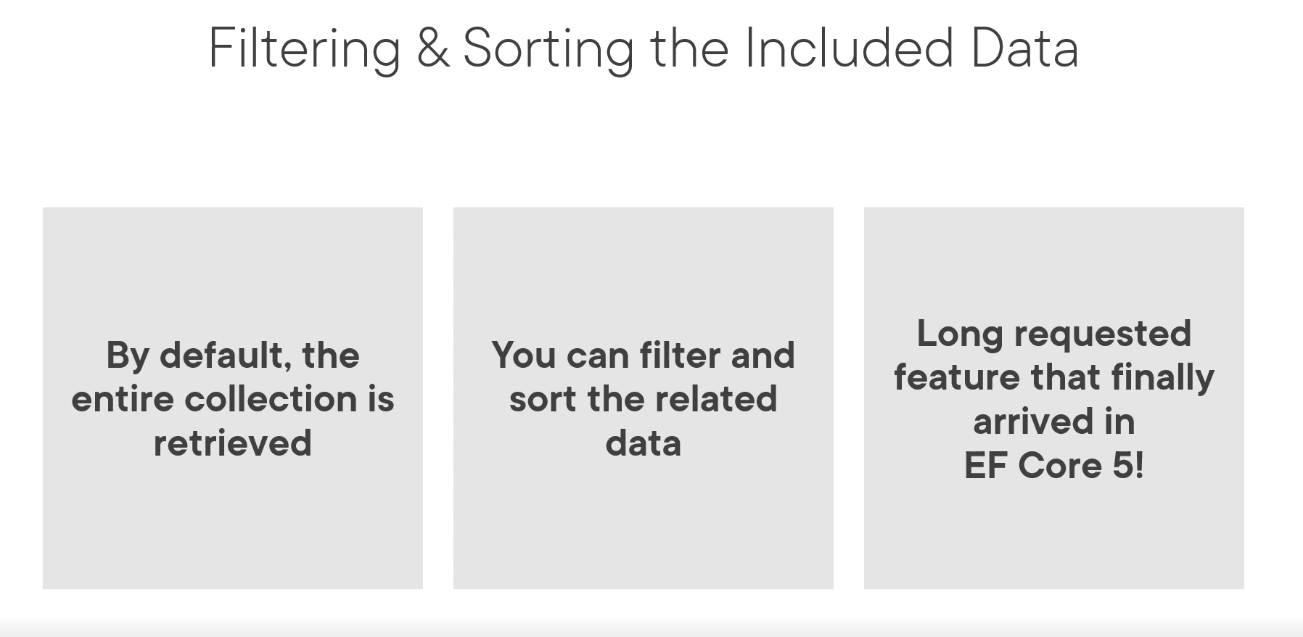 Filtering & Sorting the Included Data
By default, the
entire collection is
retrieved
You can filter and
sort the related
data
Long requested
feature that finally
arrived in
EF Core 5!